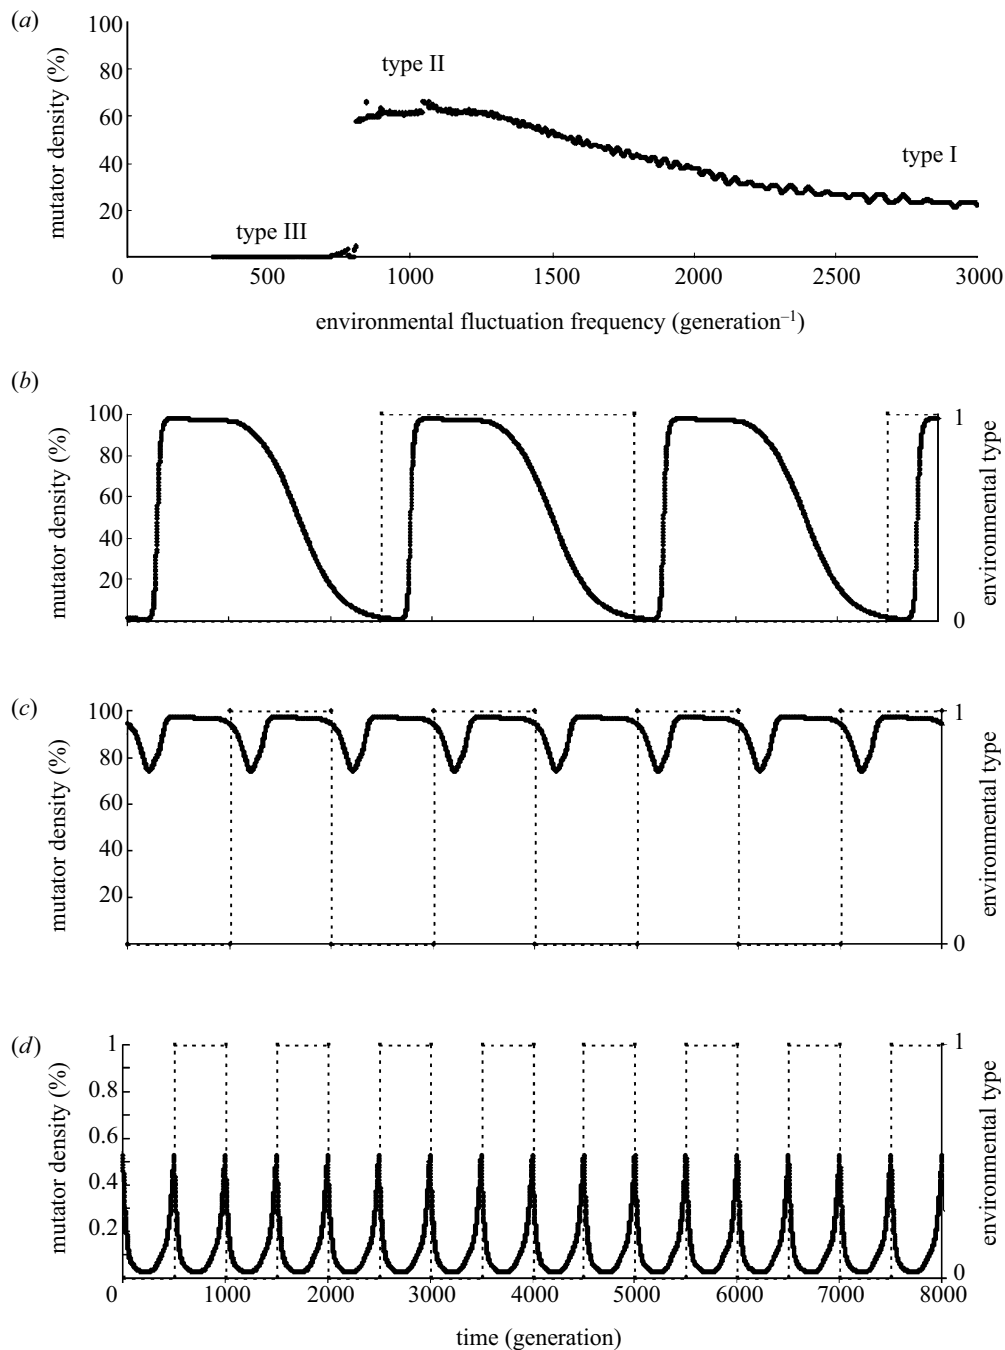 (a)
mutator density (%)
100
80
60
40
20
type II
type I
type III
0 500 1000 1500 2000 2500 3000
environmental fluctuation frequency (generation–1)
(b)
mutator density (%)
100
80
60
40
20
1
0
environmental type
(c)
mutator density (%)
100
80
60
40
20
1
0
environmental type
(d)
mutator density (%)
1
0.8
0.6
0.4
0.2
1
0
environmental type
0 1000 2000 3000 4000 5000 6000 7000 8000
time (generation)